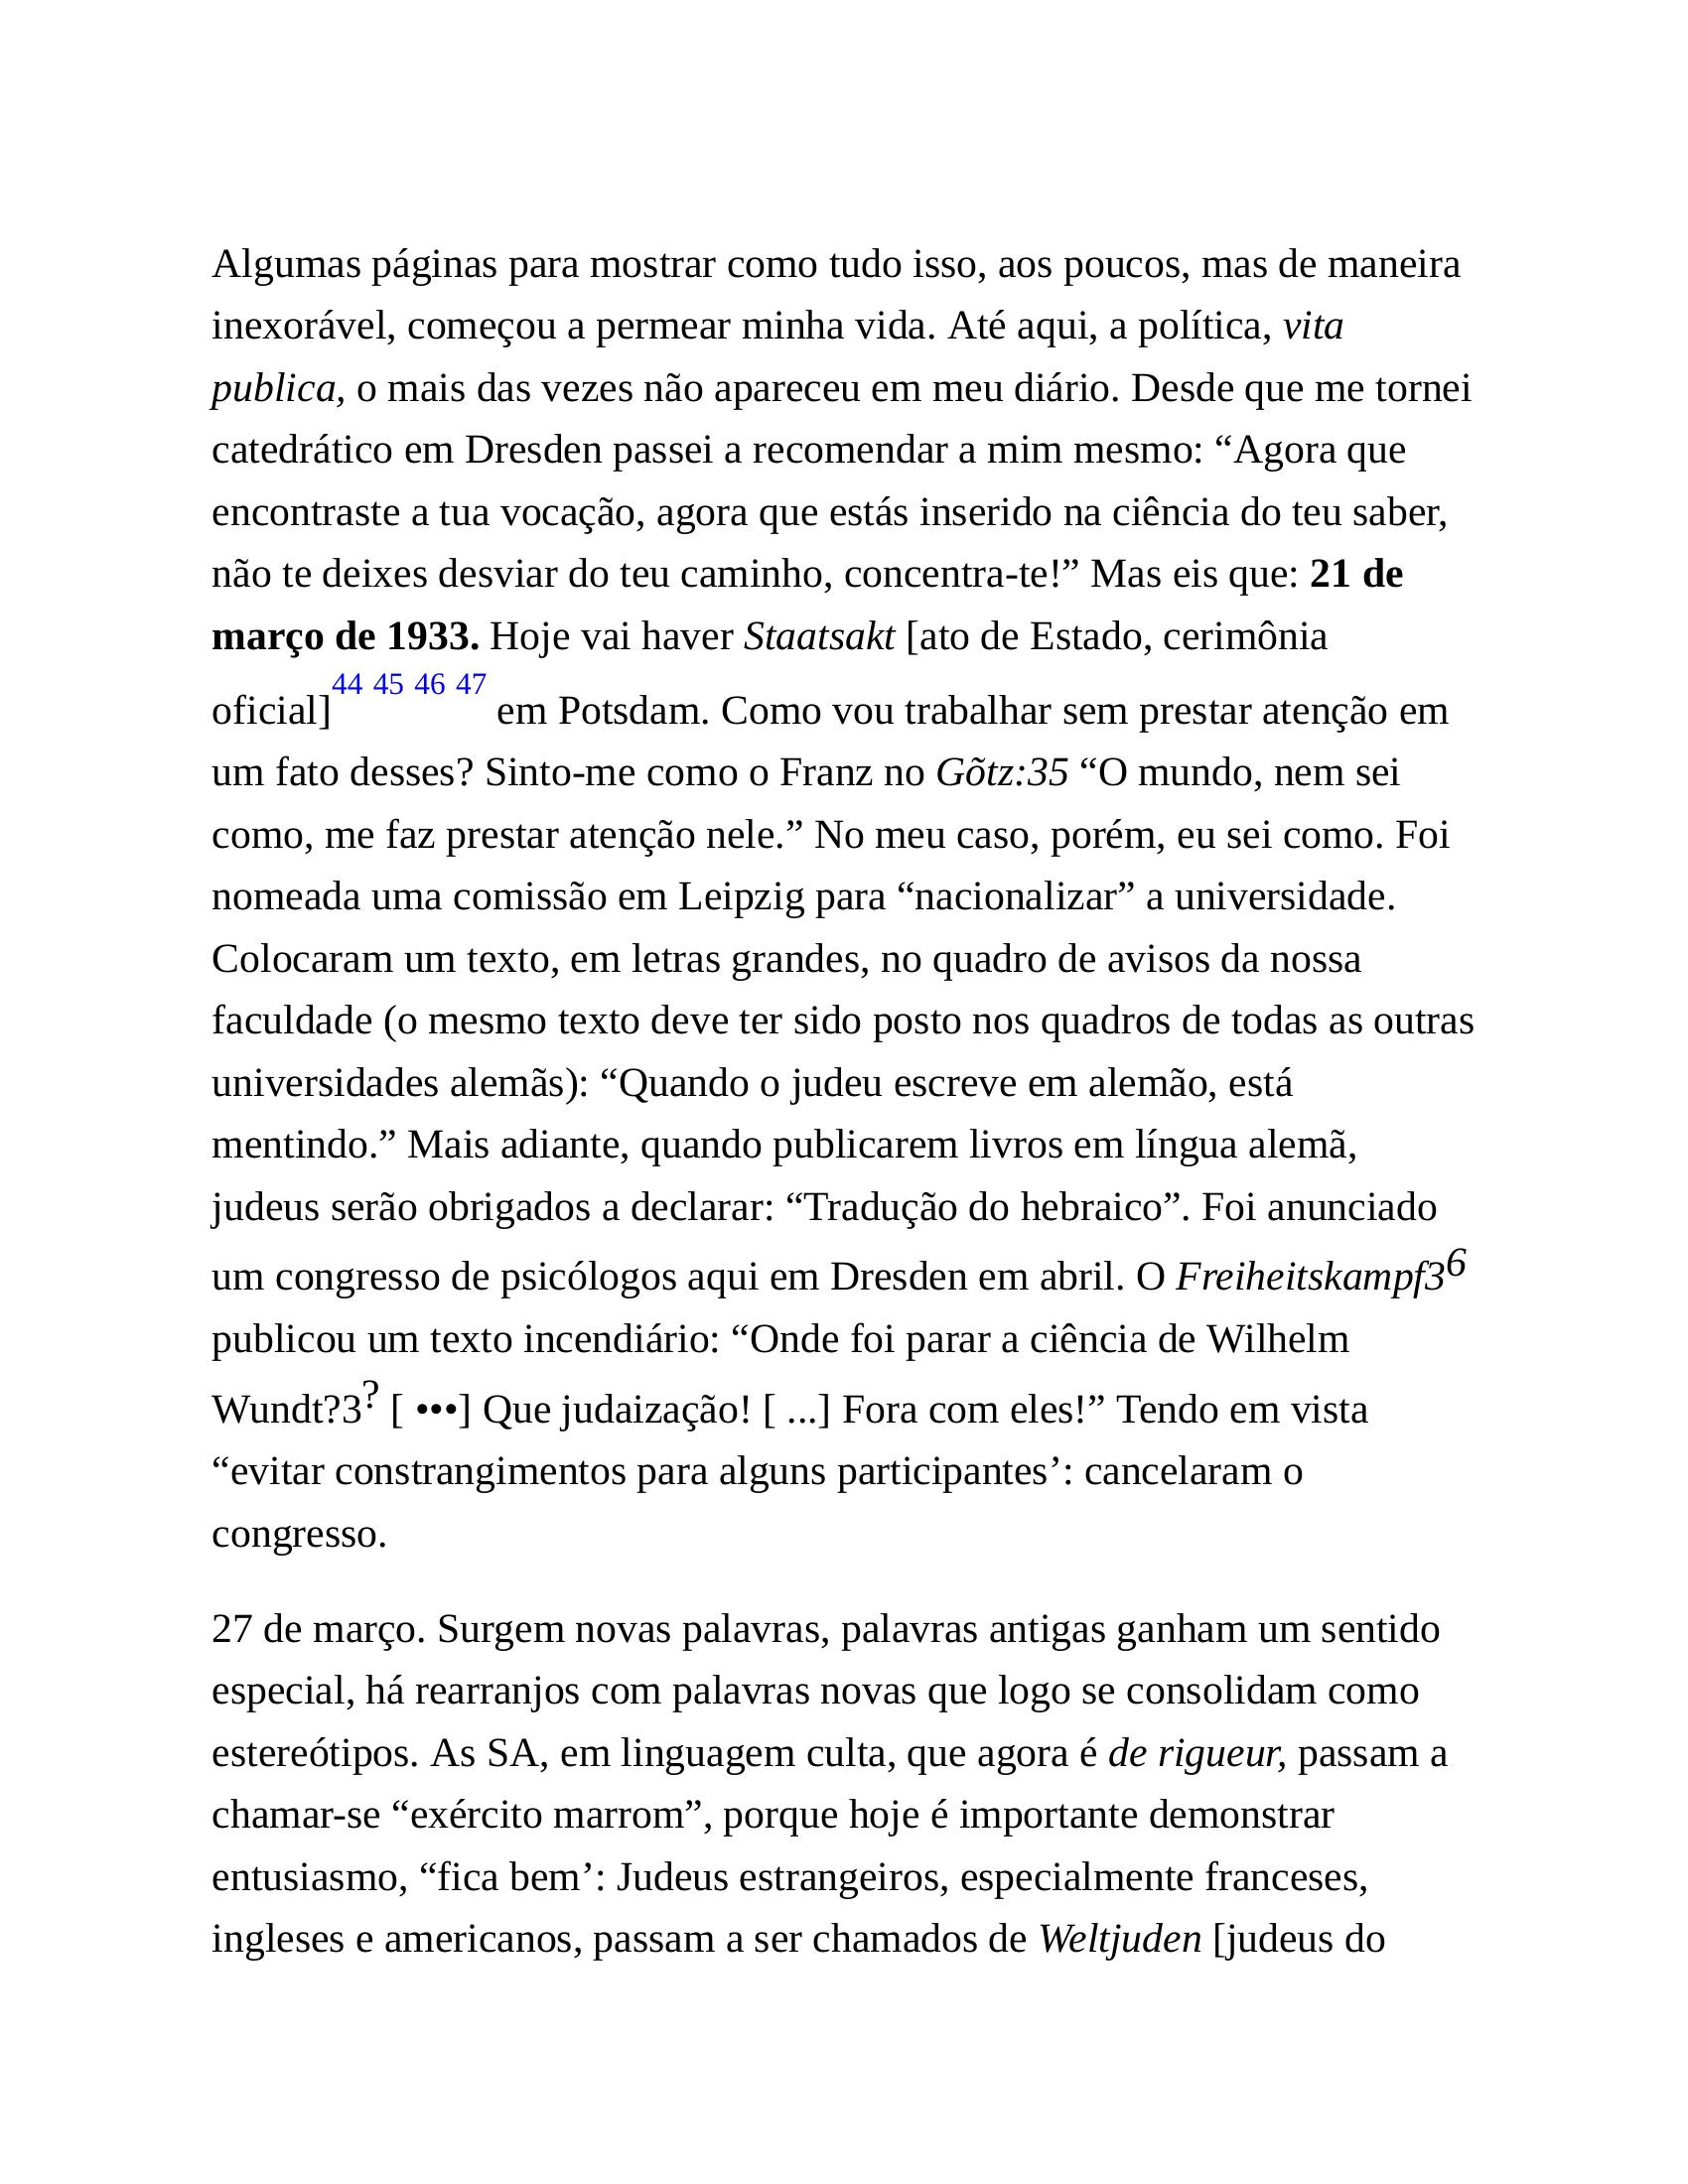 Algumas páginas para mostrar como tudo isso, aos poucos, mas de maneira
inexorável, começou a permear minha vida. Até aqui, a política, vita
publica, o mais das vezes não apareceu em meu diário. Desde que me tornei
catedrático em Dresden passei a recomendar a mim mesmo: “Agora que
encontraste a tua vocação, agora que estás inserido na ciência do teu saber,
não te deixes desviar do teu caminho, concentra-te!” Mas eis que: 21 de
março de 1933. Hoje vai haver Staatsakt [ato de Estado, cerimônia
oficial]44 45 46 47 em Potsdam. Como vou trabalhar sem prestar atenção em
um fato desses? Sinto-me como o Franz no Gõtz:35 “O mundo, nem sei
como, me faz prestar atenção nele.” No meu caso, porém, eu sei como. Foi
nomeada uma comissão em Leipzig para “nacionalizar” a universidade.
Colocaram um texto, em letras grandes, no quadro de avisos da nossa
faculdade (o mesmo texto deve ter sido posto nos quadros de todas as outras
universidades alemãs): “Quando o judeu escreve em alemão, está
mentindo.” Mais adiante, quando publicarem livros em língua alemã,
judeus serão obrigados a declarar: “Tradução do hebraico”. Foi anunciado
um congresso de psicólogos aqui em Dresden em abril. O Freiheitskampf36
publicou um texto incendiário: “Onde foi parar a ciência de Wilhelm
Wundt?3? [ •••] Que judaização! [ ...] Fora com eles!” Tendo em vista
“evitar constrangimentos para alguns participantes’: cancelaram o
congresso.
27 de março. Surgem novas palavras, palavras antigas ganham um sentido
especial, há rearranjos com palavras novas que logo se consolidam como
estereótipos. As SA, em linguagem culta, que agora é de rigueur, passam a
chamar-se “exército marrom”, porque hoje é importante demonstrar
entusiasmo, “fica bem’: Judeus estrangeiros, especialmente franceses,
ingleses e americanos, passam a ser chamados de Weltjuden [judeus do